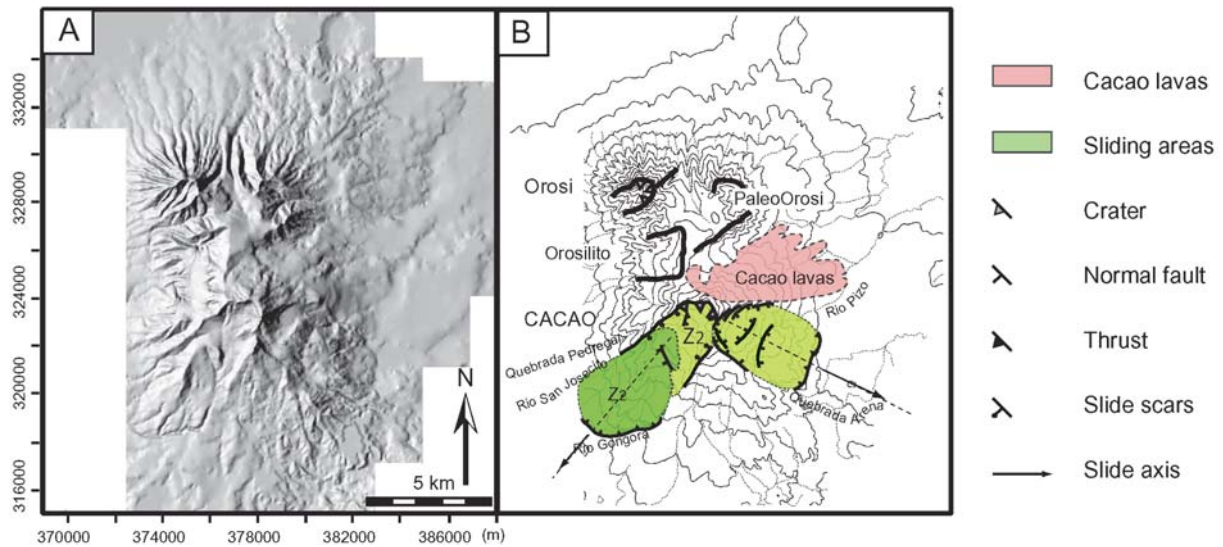 A
332000
328000
324000
320000
316000
370000
374000
378000
382000
386000
(m)
N
5 km
B
Orosi
PaleoOrosi
Orosilito
Cacao lavas
Rio Pizo
CACAO
Z2
Quebrada Pedregal
Rio San Josecito
Z2
Quebrada Arena
Rio Gongora
Cacao lavas
Sliding areas
Crater
Normal fault
Thrust
Slide scars
Slide axis